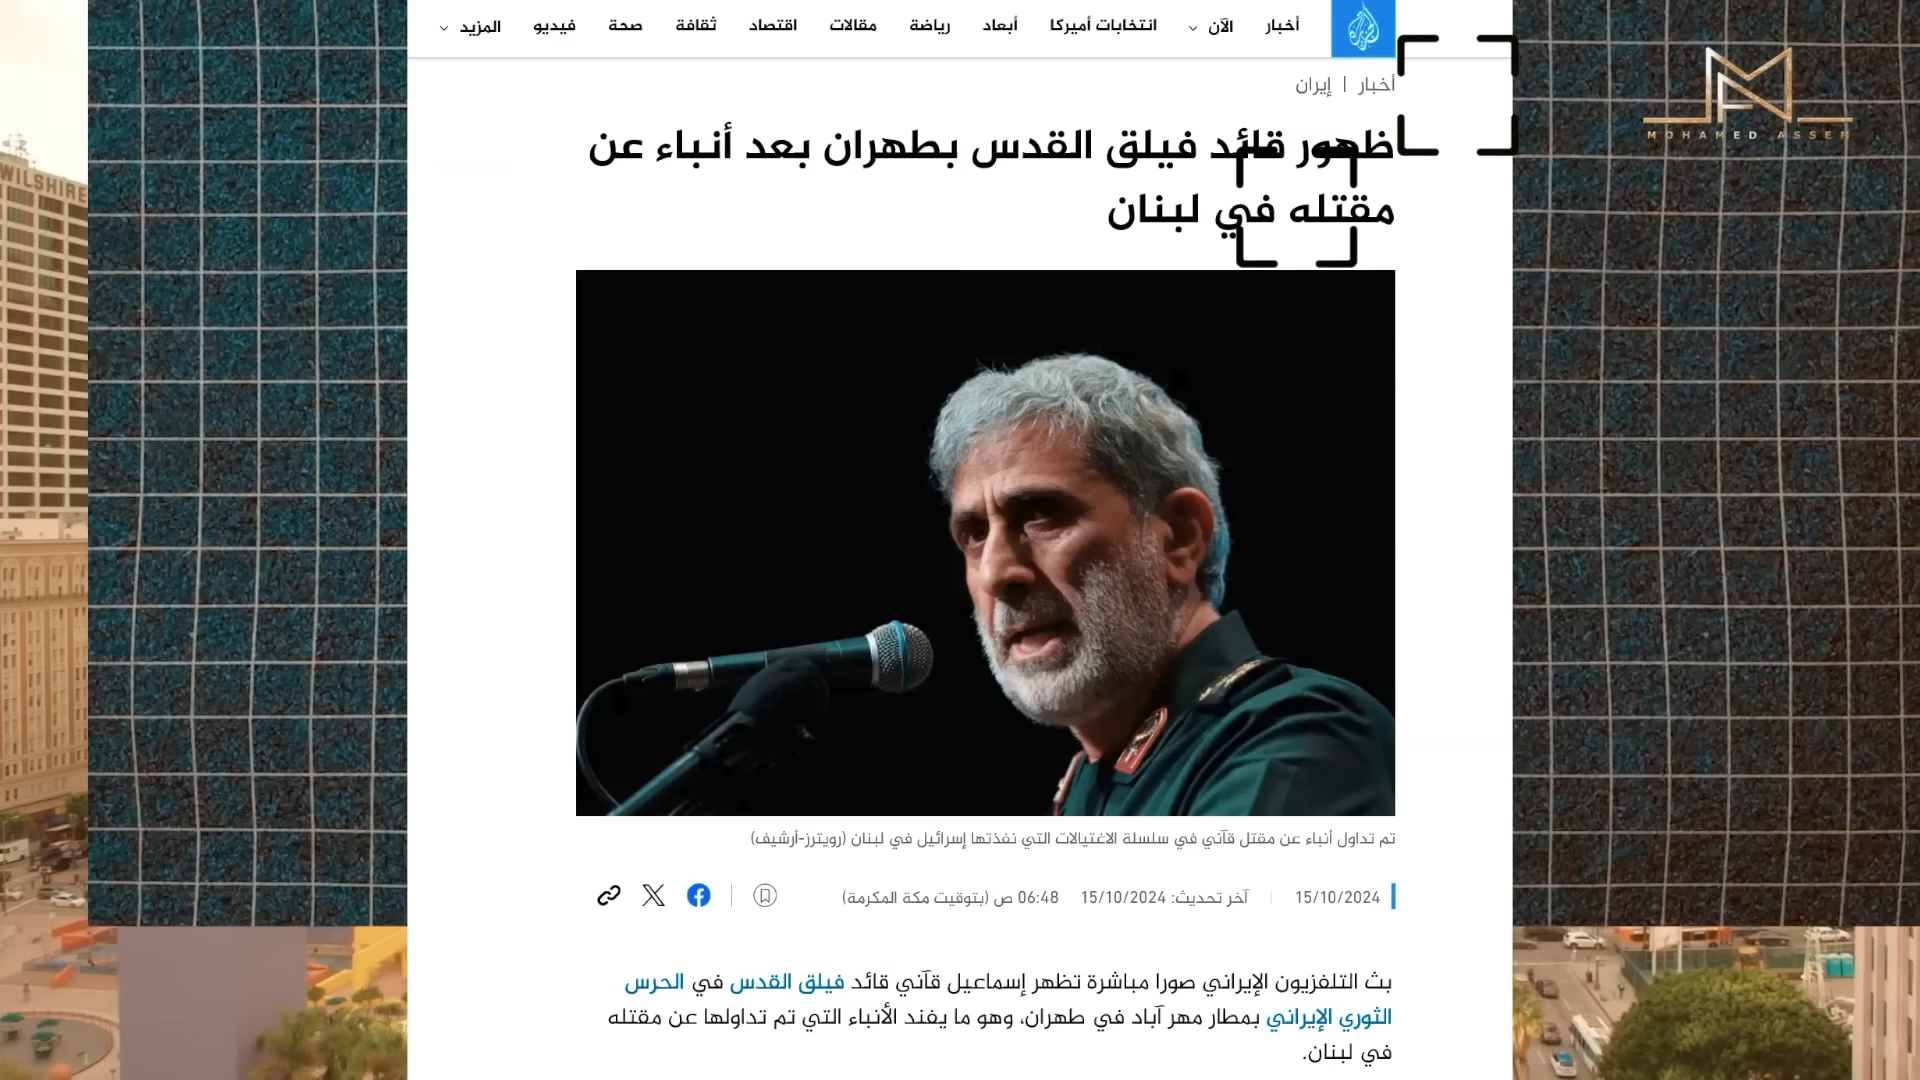 أخبار الآن انتخابات أميركا أبعاد رياضة مقالات اقتصاد ثقافة صحة فيديو المزيد
أخبار | إيران
ظهور قائد فيلق القدس بطهران بعد أنباء عن
مقتله في لبنان
MOHAMED ASSEM
WILSHIRE
تم تداول أنباء عن مقتل قآني في سلسلة الاغتيالات التي نفذتها إسرائيل في لبنان (رويترز-أرشيف)
15/10/2024 | آخر تحديث: 15/10/2024 06:48 ص (بتوقيت مكة المكرمة)
بث التلفزيون الإيراني صورا مباشرة تظهر إسماعيل قآني قائد فيلق القدس في الحرس
الثوري الإيراني بمطار مهر آباد في طهران، وهو ما يفند الأنباء التي تم تداولها عن مقتله
في لبنان.